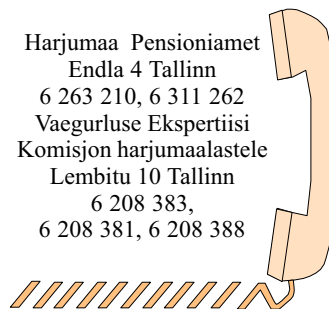 Harjumaa Pensioniamet
Endla 4 Tallinn
6 263 210, 6 311 262
Vaegurluse Ekspertiisi
Komisjon harjumaalastele
Lembitu 10 Tallinn
6 208 383,
6 208 381, 6 208 388